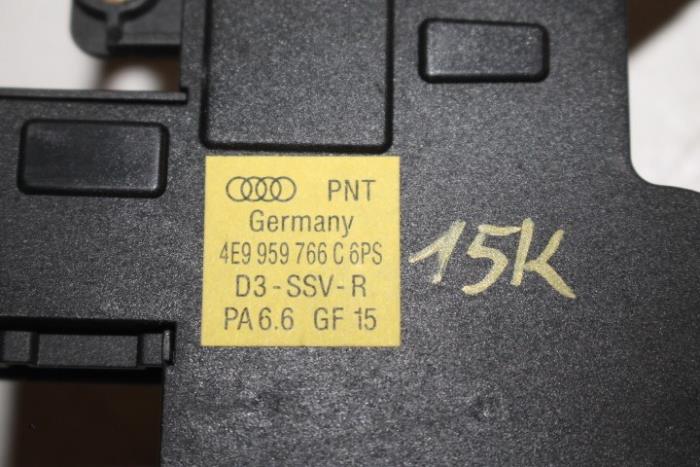 PNT
Germany
4E9 959 766 C 6PS
D3-SSV-R
PA 6.6 GF 15
15K